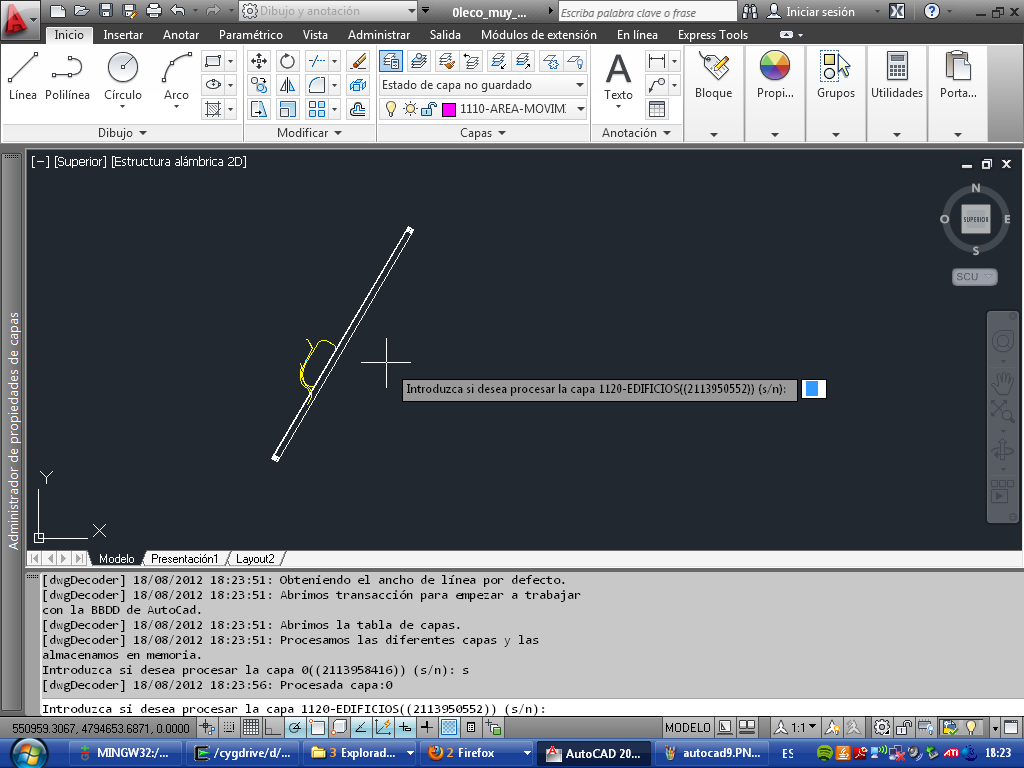 Dibujo y anotación
0leco_muy_...
Escriba palabra clave o frase
Iniciar sesión
Inicio Insertar Anotar Paramétrico Vista Administrar Salida Módulos de extensión En línea Express Tools
Línea Polilínea Círculo Arco
Estado de capa no guardado
1110-AREA-MOVIM
Texto
Bloque Propi... Grupos Utilidades Porta...
Dibujo Modificar Capas Anotación
[−] [Superior] [Estructura alámbrica 2D]
N
O SUPERIOR E
S
SCU
Administrador de propiedades de capas
Introduzca si desea procesar la capa 1120-EDIFICIOS((2113950552)) (s/n):
Y
X
Modelo Presentación1 Layout2
[dwgDecoder] 18/08/2012 18:23:51: Obteniendo el ancho de línea por defecto.
[dwgDecoder] 18/08/2012 18:23:51: Abrimos transacción para empezar a trabajar
con la BBDD de AutoCad.
[dwgDecoder] 18/08/2012 18:23:51: Abrimos la tabla de capas.
[dwgDecoder] 18/08/2012 18:23:51: Procesamos las diferentes capas y las
almacenamos en memoria.
Introduzca si desea procesar la capa 0((2113958416)) (s/n): s
[dwgDecoder] 18/08/2012 18:23:56: Procesada capa:0
Introduzca si desea procesar la capa 1120-EDIFICIOS((2113950552)) (s/n):
550959.3067, 4794653.6871, 0.0000
MODELO
1:1
MINGW32:/... /cygdrive/d/... 3 Explorad... 2 Firefox AutoCAD 20... autocad9.PN... ES
ATI
18:23